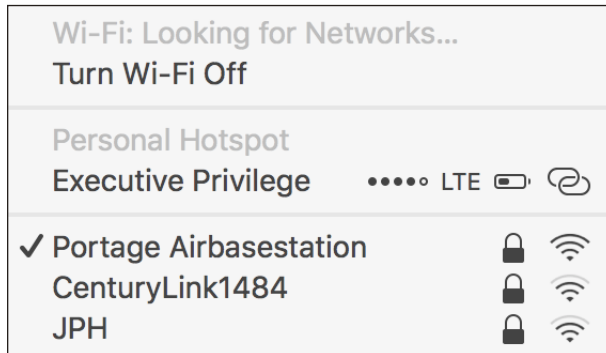 Wi-Fi: Looking for Networks...
Turn Wi-Fi Off
Personal Hotspot
Executive Privilege LTE
Portage Airbasestation
CenturyLink1484
JPH